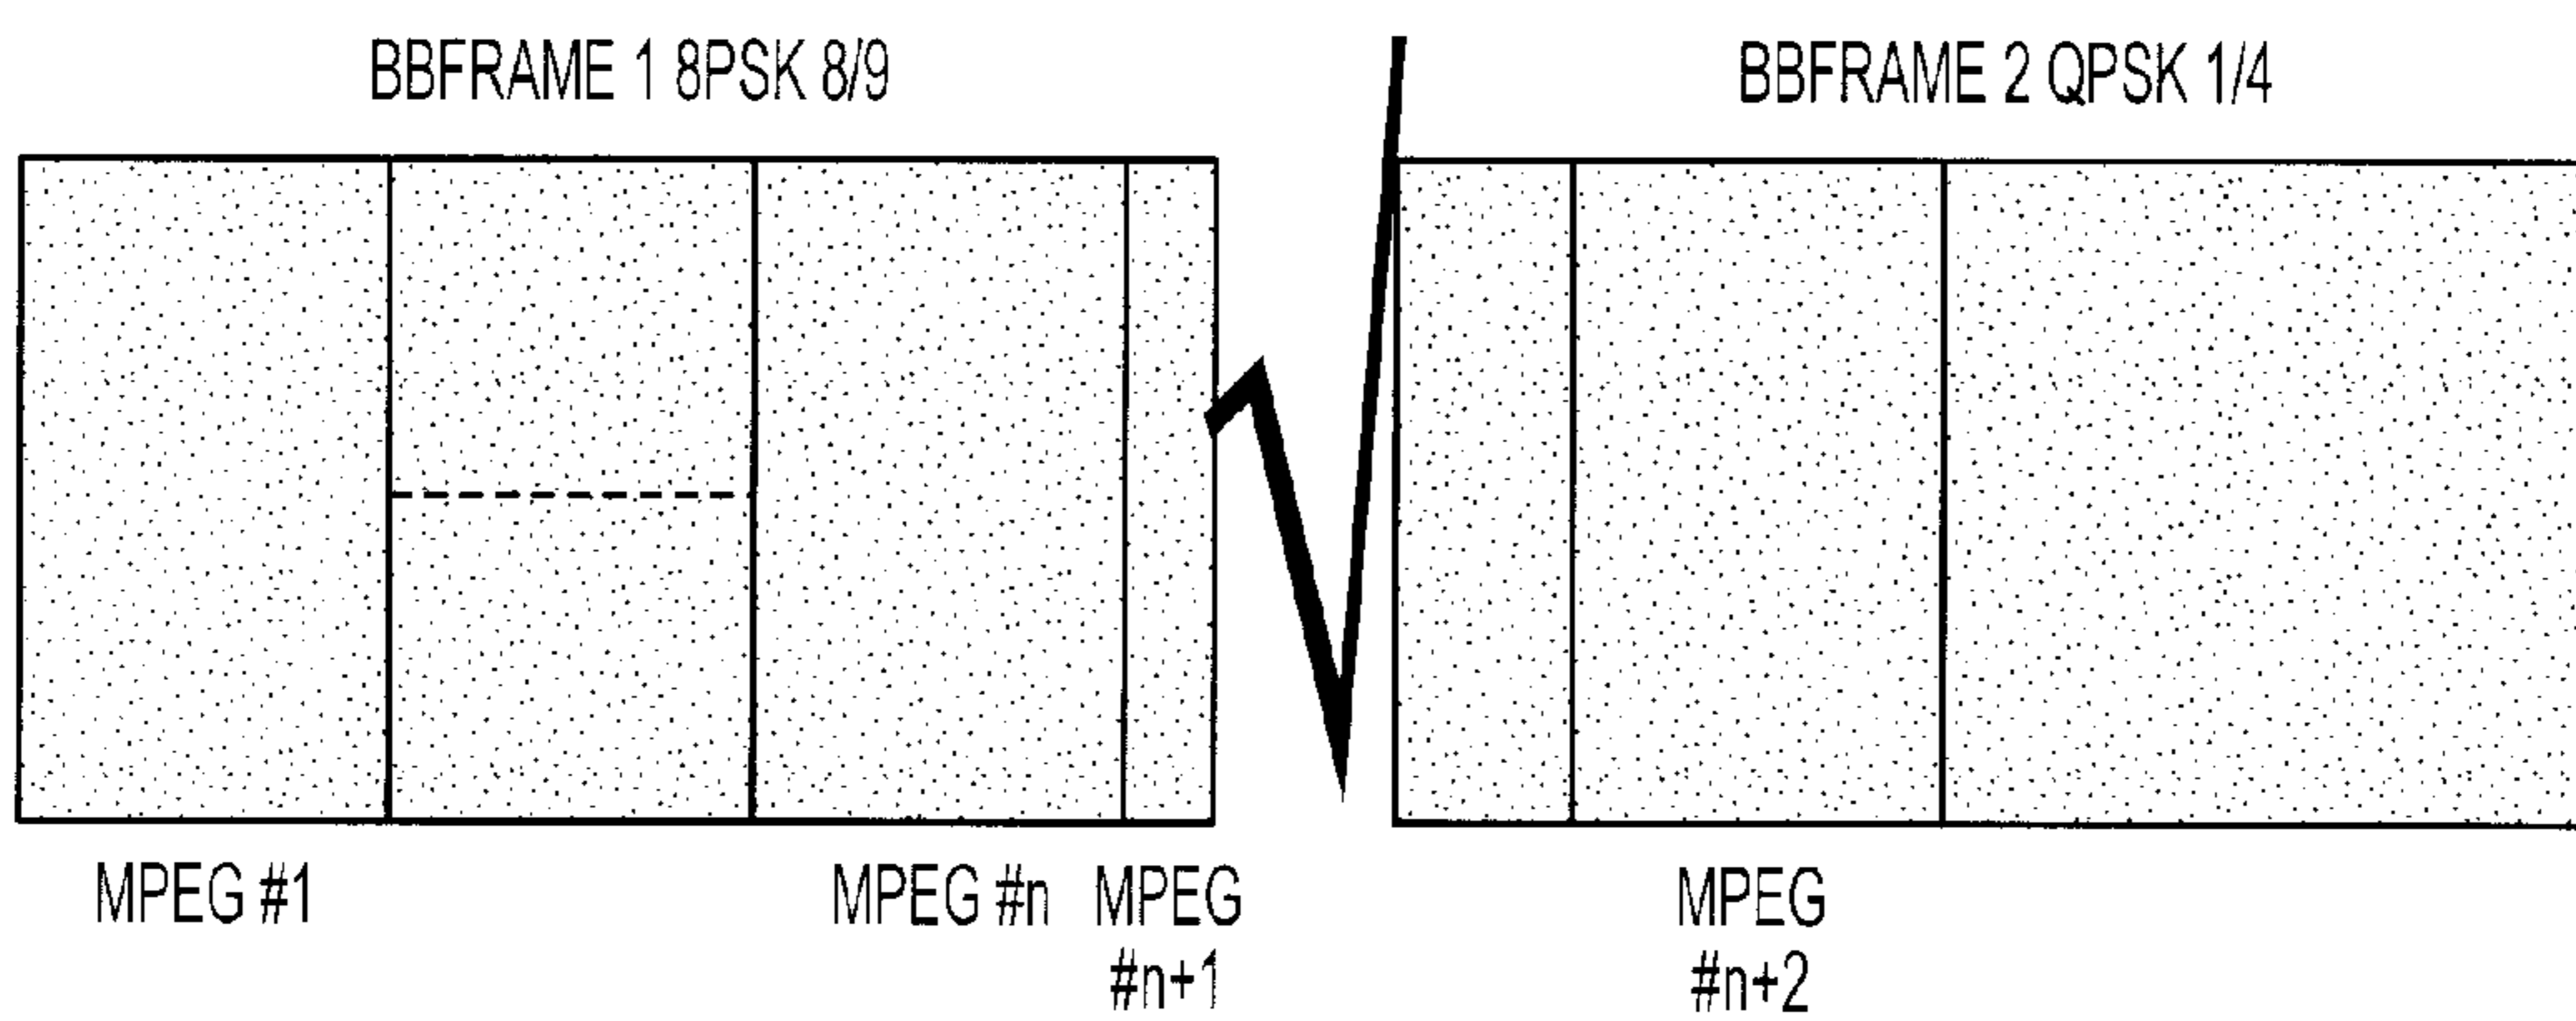 BBFRAME 1 8PSK 8/9
BBFRAME 2 QPSK 1/4
MPEG #1
MPEG #n
MPEG
#n+1
MPEG
#n+2